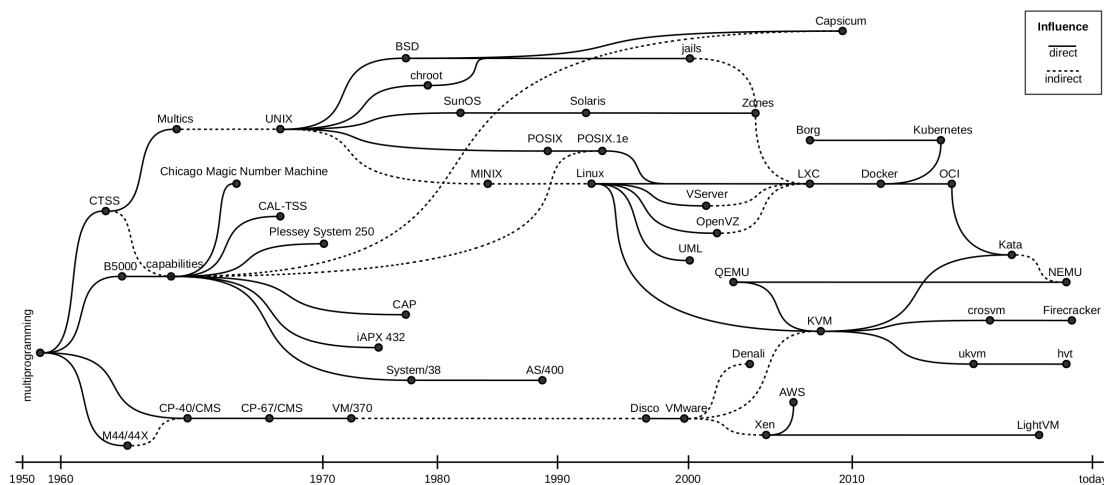 Capsicum
Influence
direct
indirect
BSD
jails
chroot
SunOS
Solaris
Zones
Multics
UNIX
POSIX
POSIX.1e
Borg
Kubernetes
Chicago Magic Number Machine
MINIX
Linux
LXC
Docker
OCI
VServer
CTSS
CAL-TSS
OpenVZ
Plessey System 250
UML
Kata
B5000
capabilities
QEMU
NEMU
CAP
KVM
crosvm
Firecracker
multiprogramming
iAPX 432
Denali
ukvm
hvt
System/38
AS/400
AWS
CP-40/CMS
CP-67/CMS
VM/370
Disco
VMware
Xen
LightVM
M44/44X
1950
1960
1970
1980
1990
2000
2010
today